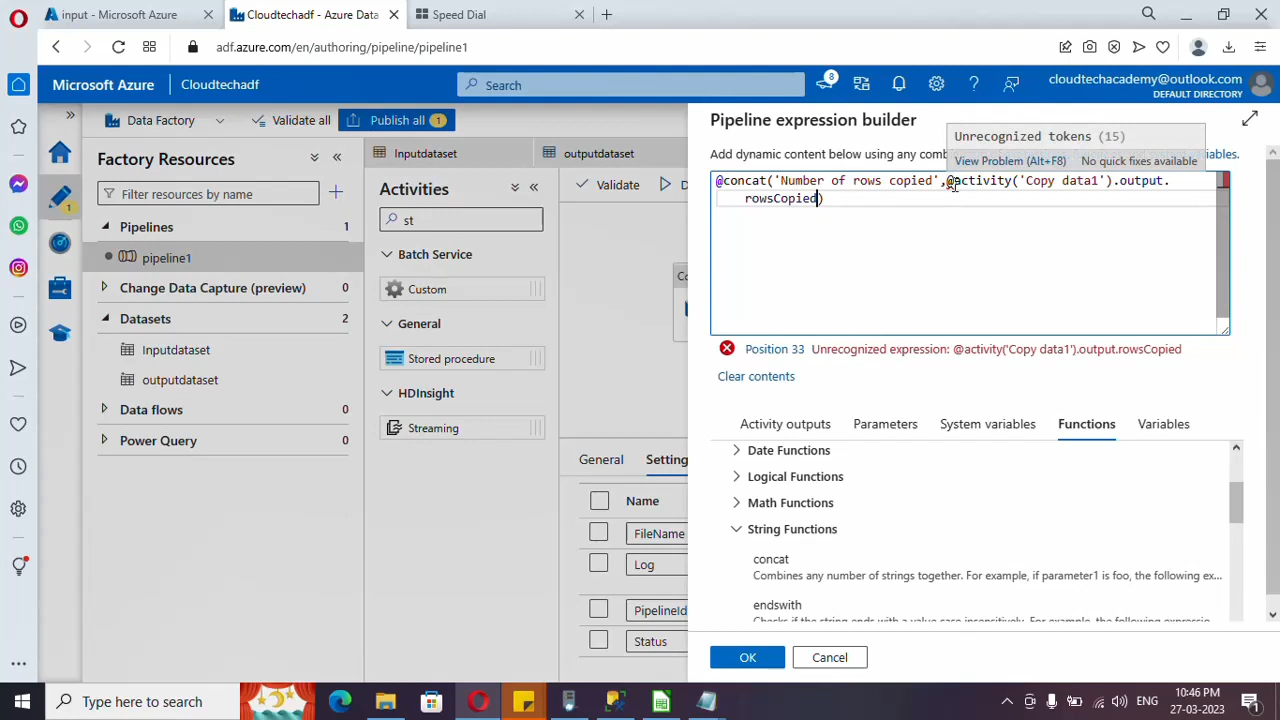 input - Microsoft Azure
Cloudtechadf - Azure Data
Speed Dial
adf.azure.com/en/authoring/pipeline/pipeline1
Microsoft Azure
Cloudtechadf
Search
8
cloudtechacademy@outlook.com
DEFAULT DIRECTORY
Data Factory
Validate all
Publish all
1
Inputdataset
outputdataset
Factory Resources
Filter resources by name
Pipelines
1
pipeline1
Change Data Capture (preview)
0
Datasets
2
Inputdataset
outputdataset
Data flows
0
Power Query
0
1
Activities
st
Batch Service
Custom
General
Stored procedure
HDInsight
Streaming
Validate
D
Co
General
Setting
Name
FileName
Log
PipelineId
Status
Pipeline expression builder
Unrecognized tokens (15)
View Problem (Alt+F8)
No quick fixes available
@concat('Number of rows copied',@activity('Copy data1').output.
rowsCopied)
Position 33
Unrecognized expression: @activity('Copy data1').output.rowsCopied
Clear contents
Activity outputs
Parameters
System variables
Functions
Variables
Date Functions
Logical Functions
Math Functions
String Functions
concat
Combines any number of strings together. For example, if parameter1 is foo, the following ex...
endswith
OK
Cancel
Type here to search
ENG
10:46 PM
27-03-2023
1